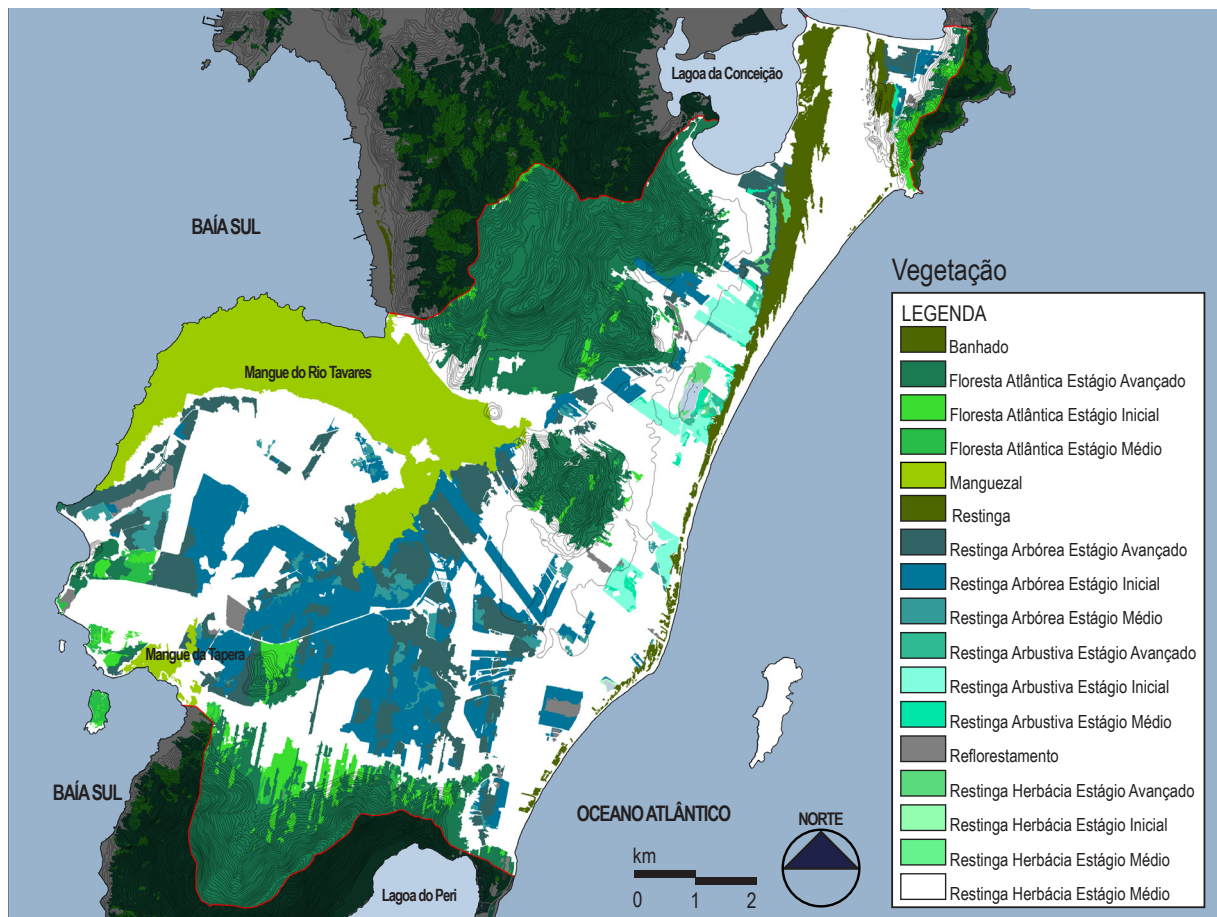 Lagoa da Conceição
BAÍA SUL
Mangue do Rio Tavares
Mangue da Tapera
BAÍA SUL
OCEANO ATLÂNTICO
Lagoa do Peri
km
0 1 2
NORTE
Vegetação
LEGENDA
Banhado
Floresta Atlântica Estágio Avançado
Floresta Atlântica Estágio Inicial
Floresta Atlântica Estágio Médio
Manguezal
Restinga
Restinga Arbórea Estágio Avançado
Restinga Arbórea Estágio Inicial
Restinga Arbórea Estágio Médio
Restinga Arbustiva Estágio Avançado
Restinga Arbustiva Estágio Inicial
Restinga Arbustiva Estágio Médio
Reflorestamento
Restinga Herbácia Estágio Avançado
Restinga Herbácia Estágio Inicial
Restinga Herbácia Estágio Médio
Restinga Herbácia Estágio Médio